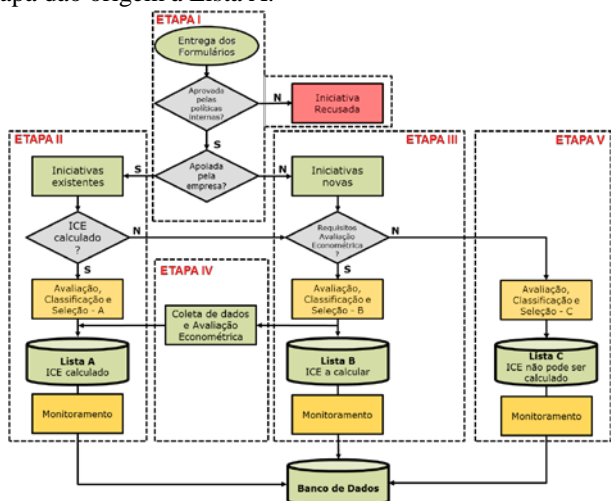 apa dão origem à Lista A.
ETAPA I
Entrega dos
Formulários
Aprovada
pelas
políticas
internas?
N
Iniciativa
Recusada
S
ETAPA II
ETAPA III
ETAPA V
Iniciativas
existentes
S
Apoiada
pela
empresa?
N
Iniciativas
novas
ICE
calculado
?
N
Requisitos
Avaliação
Econométrica
?
N
S
S
ETAPA IV
Avaliação,
Classificação e
Seleção - A
Coleta de dados
e Avaliação
Econométrica
Avaliação,
Classificação e
Seleção - B
Avaliação,
Classificação e
Seleção - C
Lista A
ICE calculado
Lista B
ICE a calcular
Lista C
ICE não pode ser
calculado
Monitoramento
Monitoramento
Monitoramento
Banco de Dados